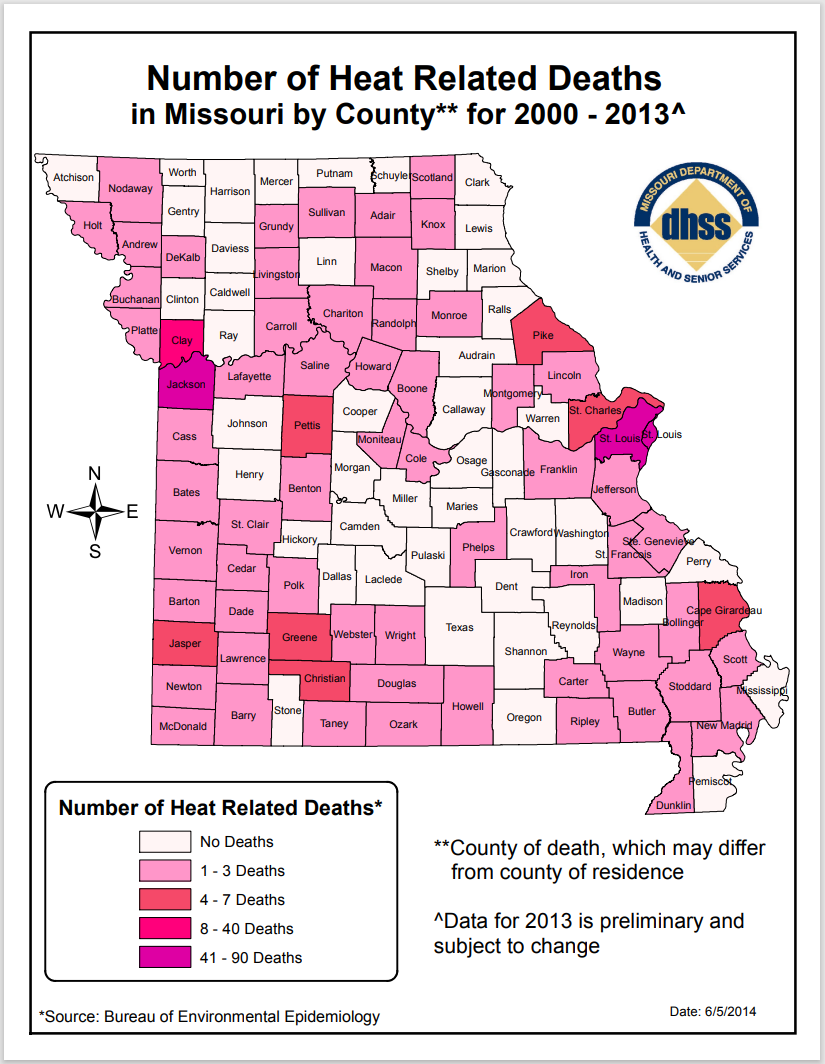 Number of Heat Related Deaths
in Missouri by County** for 2000 - 2013^
MISSOURI DEPARTMENT OF
dhss
HEALTH AND SENIOR SERVICES
Atchison
Nodaway
Worth
Harrison
Mercer
Putnam
Schuyler
Scotland
Clark
Holt
Gentry
Sullivan
Adair
Knox
Lewis
Andrew
DeKalb
Daviess
Grundy
Linn
Macon
Shelby
Marion
Buchanan
Clinton
Caldwell
Livingston
Platte
Clay
Ray
Carroll
Chariton
Randolph
Monroe
Ralls
Pike
Audrain
Jackson
Lafayette
Saline
Howard
Boone
Callaway
Montgomery
Lincoln
Warren
St. Charles
St. Louis
St. Louis
Cass
Johnson
Pettis
Cooper
Moniteau
Cole
Osage
Gasconade
Franklin
Jefferson
Bates
Henry
Benton
Morgan
Miller
Maries
Vernon
St. Clair
Hickory
Camden
Pulaski
Phelps
Crawford
Washington
Ste. Genevieve
St. Francois
Perry
Barton
Cedar
Polk
Dallas
Laclede
Dent
Iron
Madison
Bollinger
Cape Girardeau
Jasper
Dade
Greene
Webster
Wright
Texas
Shannon
Reynolds
Wayne
Scott
Newton
Lawrence
Christian
Douglas
Howell
Carter
Butler
Stoddard
Mississippi
McDonald
Barry
Stone
Taney
Ozark
Oregon
Ripley
New Madrid
Pemiscot
Dunklin
N
W E
S
Number of Heat Related Deaths*
No Deaths
1 - 3 Deaths
4 - 7 Deaths
8 - 40 Deaths
41 - 90 Deaths
**County of death, which may differ
from county of residence
^Data for 2013 is preliminary and
subject to change
*Source: Bureau of Environmental Epidemiology
Date: 6/5/2014